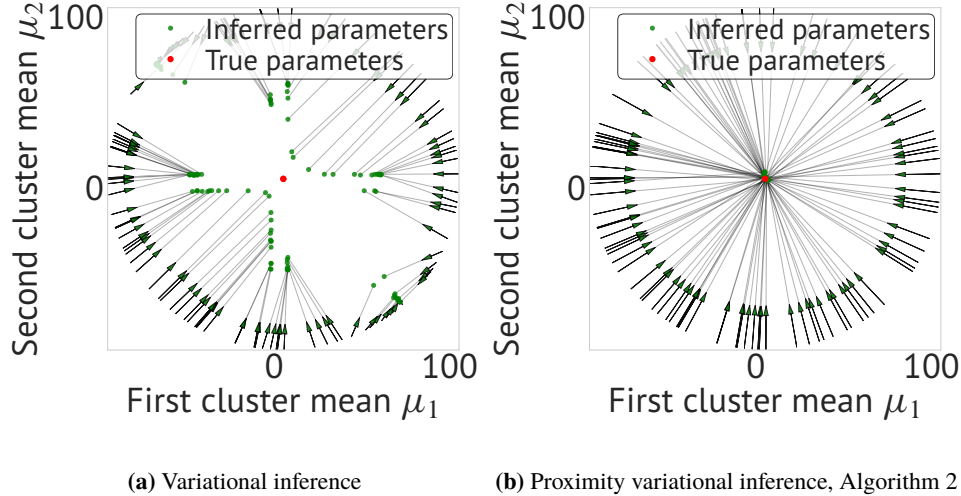 100
Inferred parameters
True parameters
Second cluster mean μ2
0
0
100
First cluster mean μ1
(a) Variational inference
100
Inferred parameters
True parameters
Second cluster mean μ2
0
0
100
First cluster mean μ1
(b) Proximity variational inference, Algorithm 2